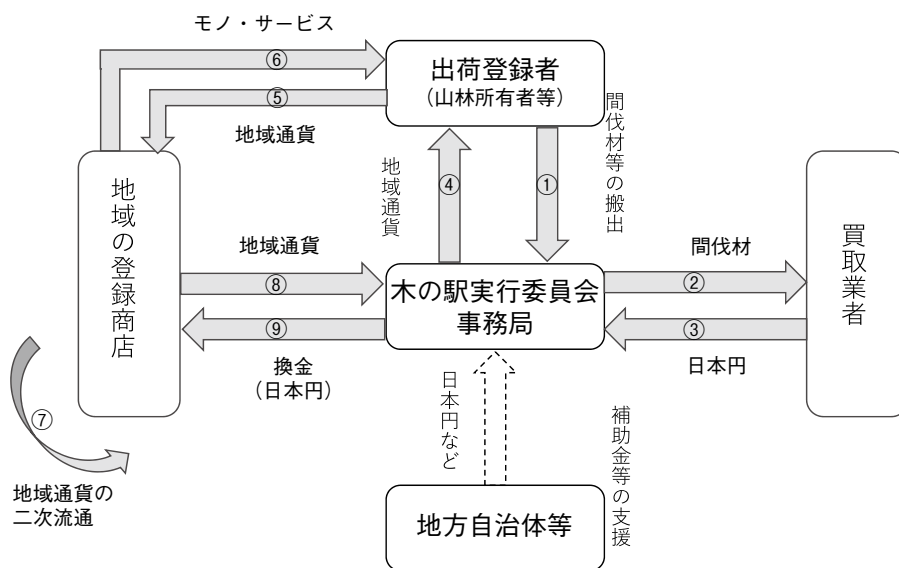 モノ・サービス
⑥
出荷登録者
（山林所有者等）
⑤
地域通貨
間伐材等の搬出
地域通貨
④
①
地域の登録商店
買取業者
地域通貨
⑧
木の駅実行委員会
事務局
間伐材
②
⑨
換金
（日本円）
③
日本円
⑦
地域通貨の
二次流通
日本円など
補助金等の支援
地方自治体等